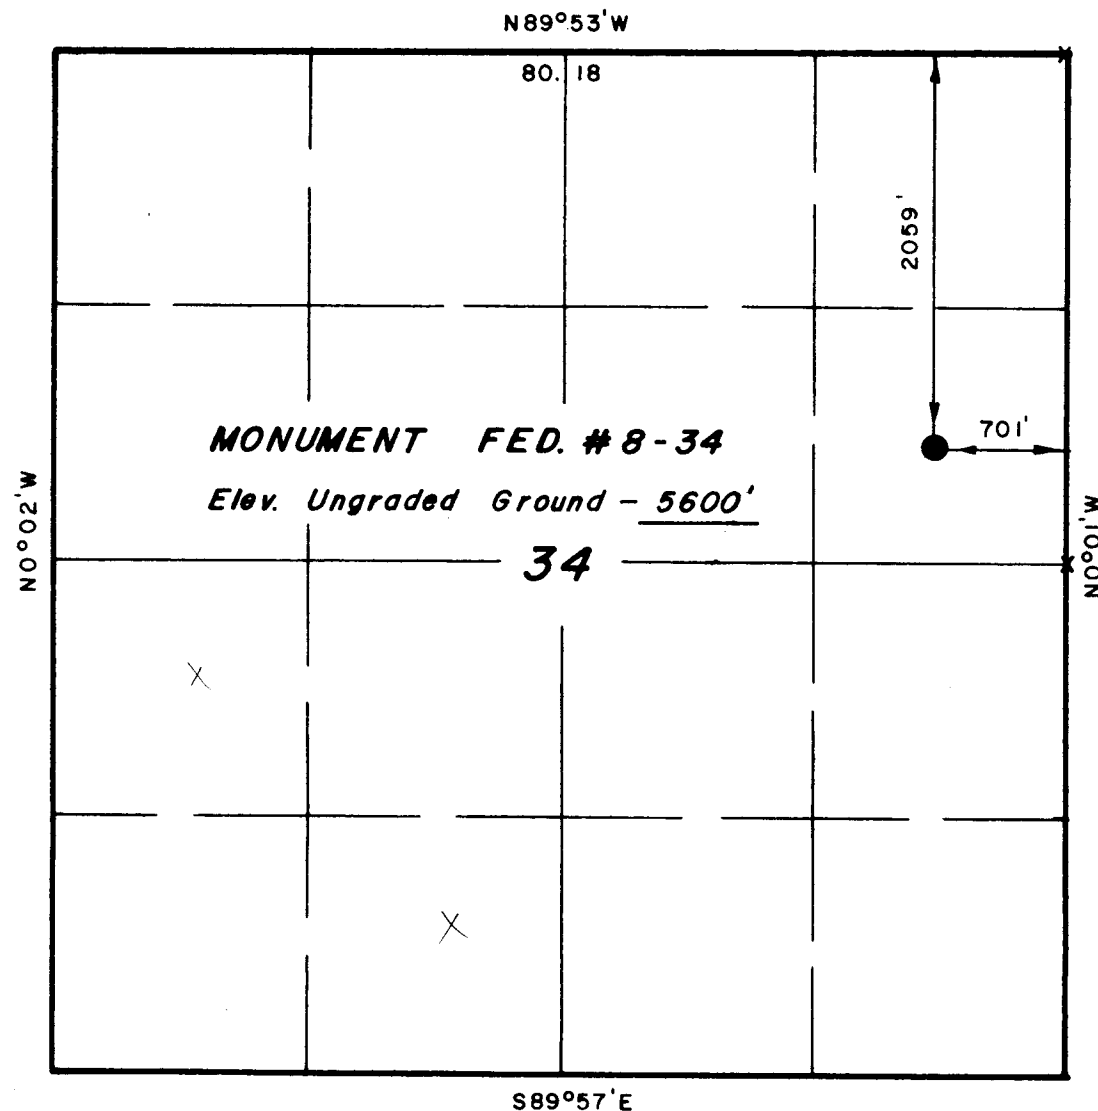 N89°53'W
80.18
2059'
701'
MONUMENT FED. # 8-34
Elev. Ungraded Ground - 5600'
34
N0°02'W
N0°01'W
S89°57'E